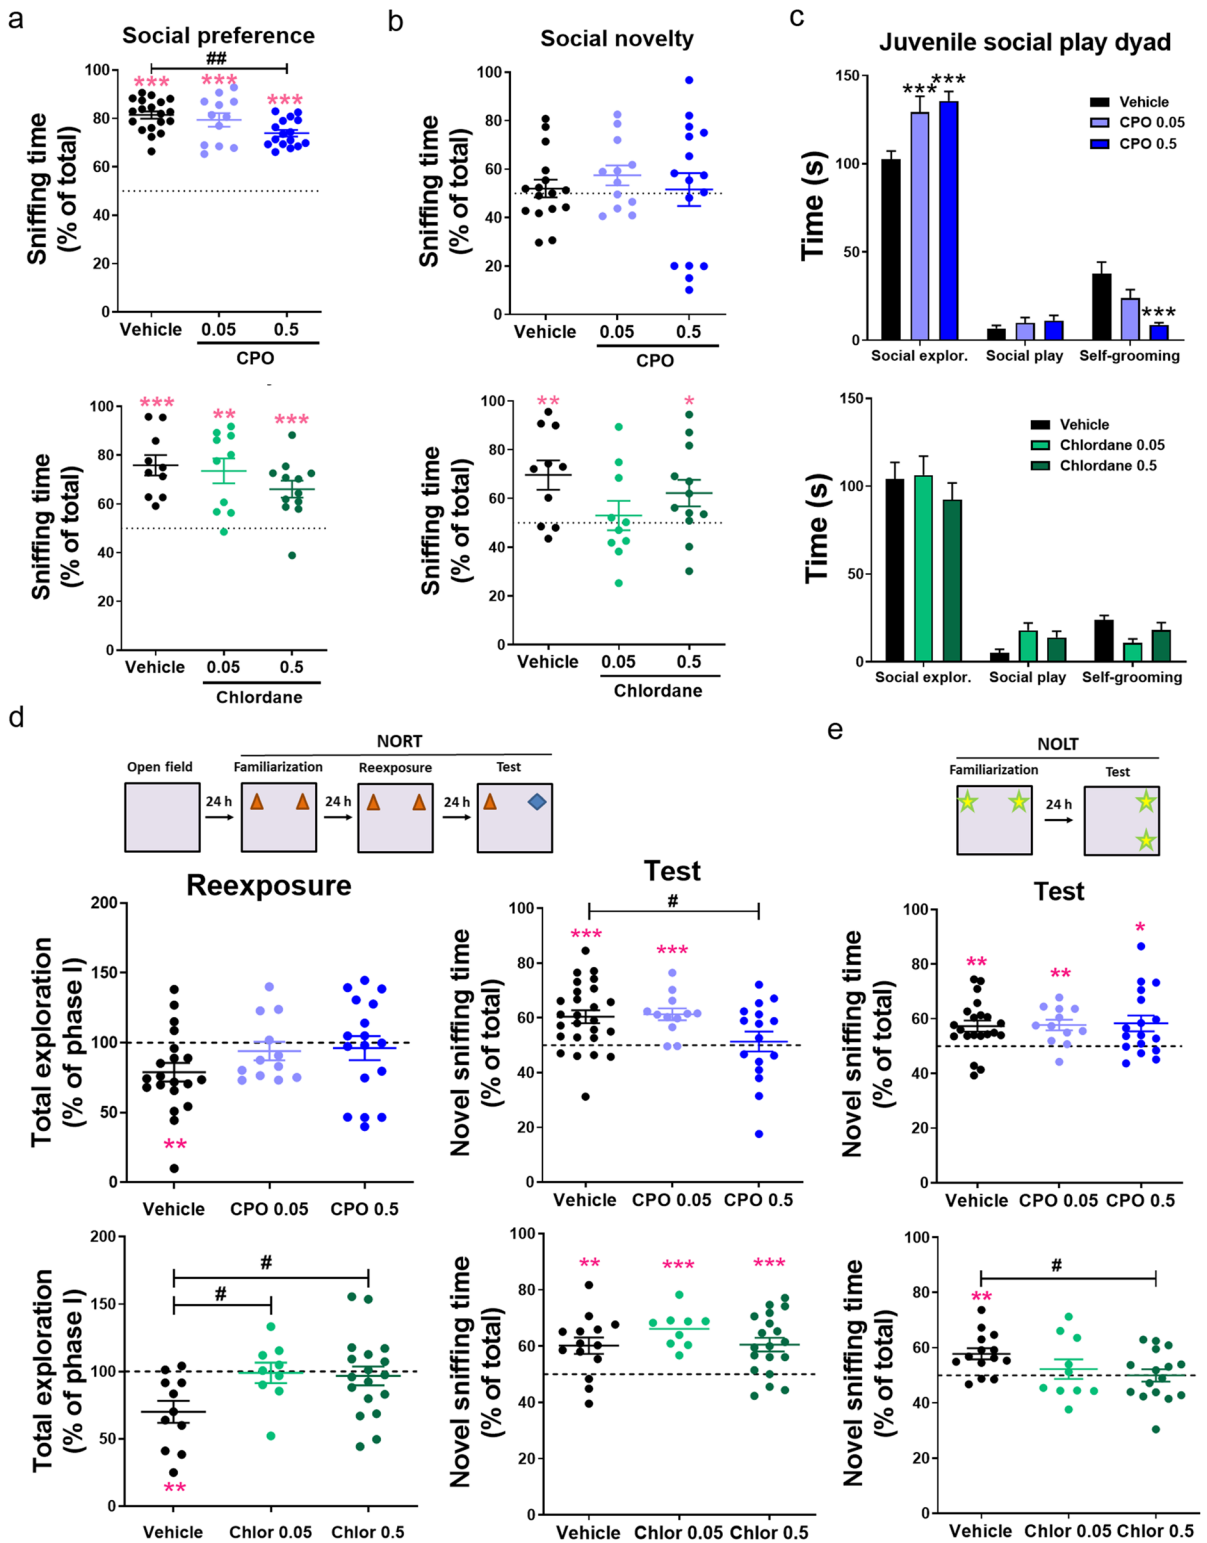 a
Social preference
##
***
***
***
100
80
60
40
20
0
Sniffing time
(% of total)
Vehicle
0.05
0.5
CPO
b
Social novelty
100
80
60
40
20
0
Sniffing time
(% of total)
Vehicle
0.05
0.5
CPO
c
Juvenile social play dyad
150
100
50
0
Time (s)
***
***
***
Vehicle
CPO 0.05
CPO 0.5
Social explor.
Social play
Self-grooming
***
**
***
100
80
60
40
20
0
Sniffing time
(% of total)
Vehicle
0.05
0.5
Chlordane
**
*
100
80
60
40
20
0
Sniffing time
(% of total)
Vehicle
0.05
0.5
Chlordane
150
100
50
0
Time (s)
Vehicle
Chlordane 0.05
Chlordane 0.5
Social explor.
Social play
Self-grooming
d
NORT
Open field
Familiarization
Reexposure
Test
24 h
24 h
24 h
e
NOLT
Familiarization
Test
24 h
Reexposure
200
150
100
50
0
Total exploration
(% of phase I)
**
Vehicle
CPO 0.05
CPO 0.5
Test
#
***
***
100
80
60
40
20
0
Novel sniffing time
(% of total)
Vehicle
CPO 0.05
CPO 0.5
Test
**
**
*
100
80
60
40
20
0
Novel sniffing time
(% of total)
Vehicle
CPO 0.05
CPO 0.5
#
#
200
150
100
50
0
Total exploration
(% of phase I)
**
Vehicle
Chlor 0.05
Chlor 0.5
**
***
***
100
80
60
40
20
0
Novel sniffing time
(% of total)
Vehicle
Chlor 0.05
Chlor 0.5
#
**
100
80
60
40
20
0
Novel sniffing time
(% of total)
Vehicle
Chlor 0.05
Chlor 0.5